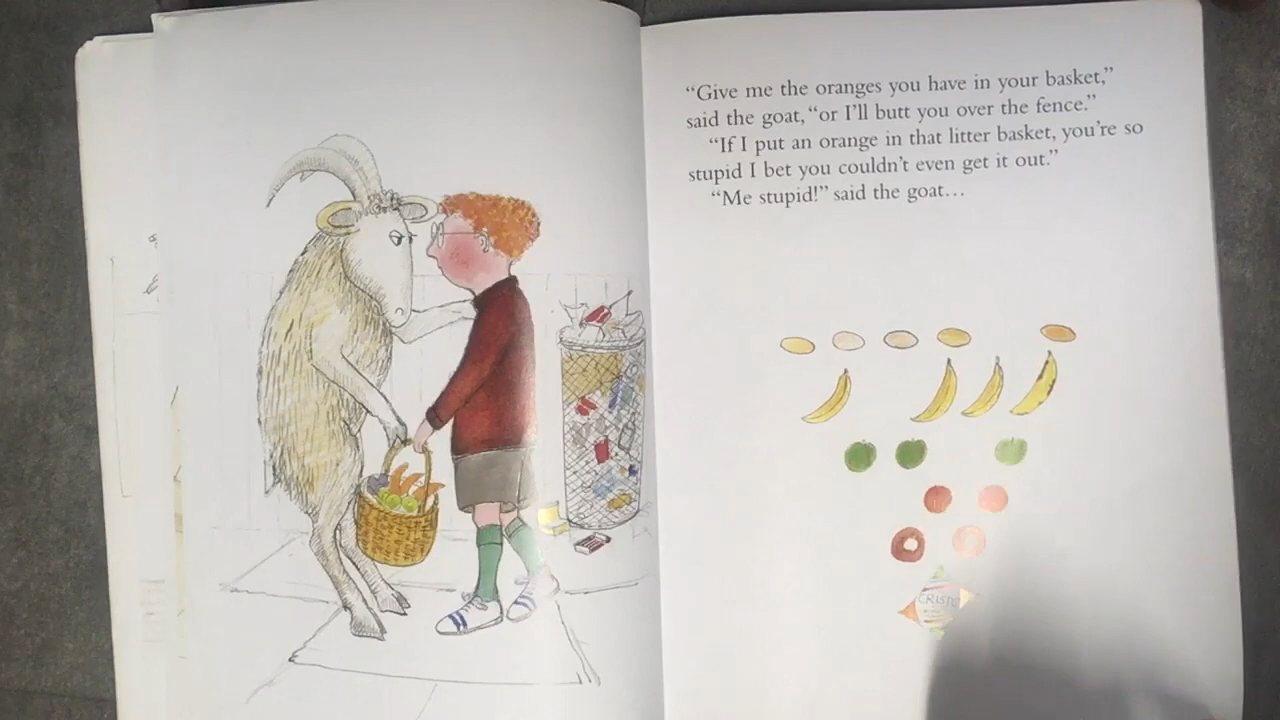 “Give me the oranges you have in your basket,”
said the goat, “or I’ll butt you over the fence.”
“If I put an orange in that litter basket, you’re so
stupid I bet you couldn’t even get it out.”
“Me stupid!” said the goat…